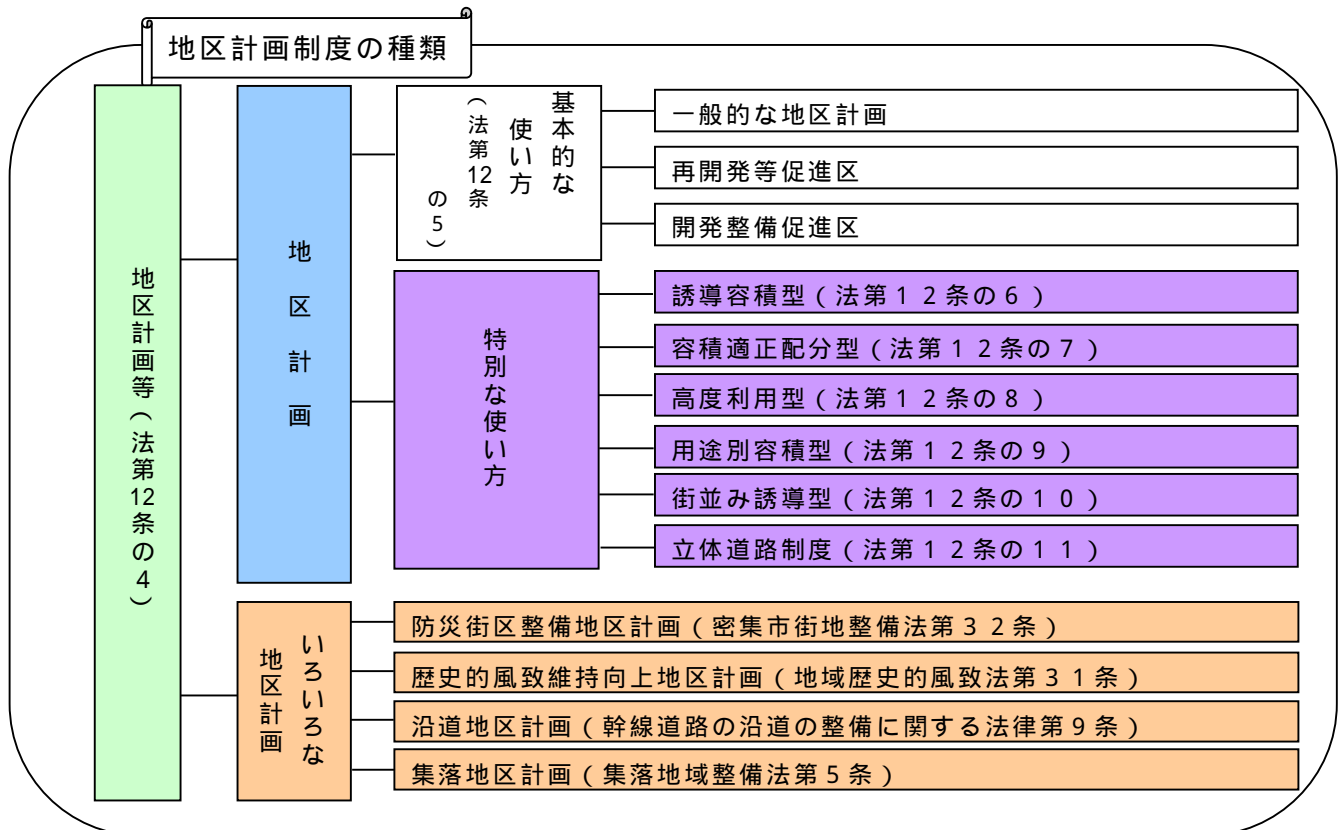 地区計画制度の種類
地区計画等（法第12条の4）
地区計画
基本的な
使い方
（法第12条
の5）
一般的な地区計画
再開発等促進区
開発整備促進区
特別な使い方
誘導容積型（法第１２条の６）
容積適正配分型（法第１２条の７）
高度利用型（法第１２条の８）
用途別容積型（法第１２条の９）
街並み誘導型（法第１２条の１０）
立体道路制度（法第１２条の１１）
いろいろな
地区計画
防災街区整備地区計画（密集市街地整備法第３２条）
歴史的風致維持向上地区計画（地域歴史的風致法第３１条）
沿道地区計画（幹線道路の沿道の整備に関する法律第９条）
集落地区計画（集落地域整備法第５条）